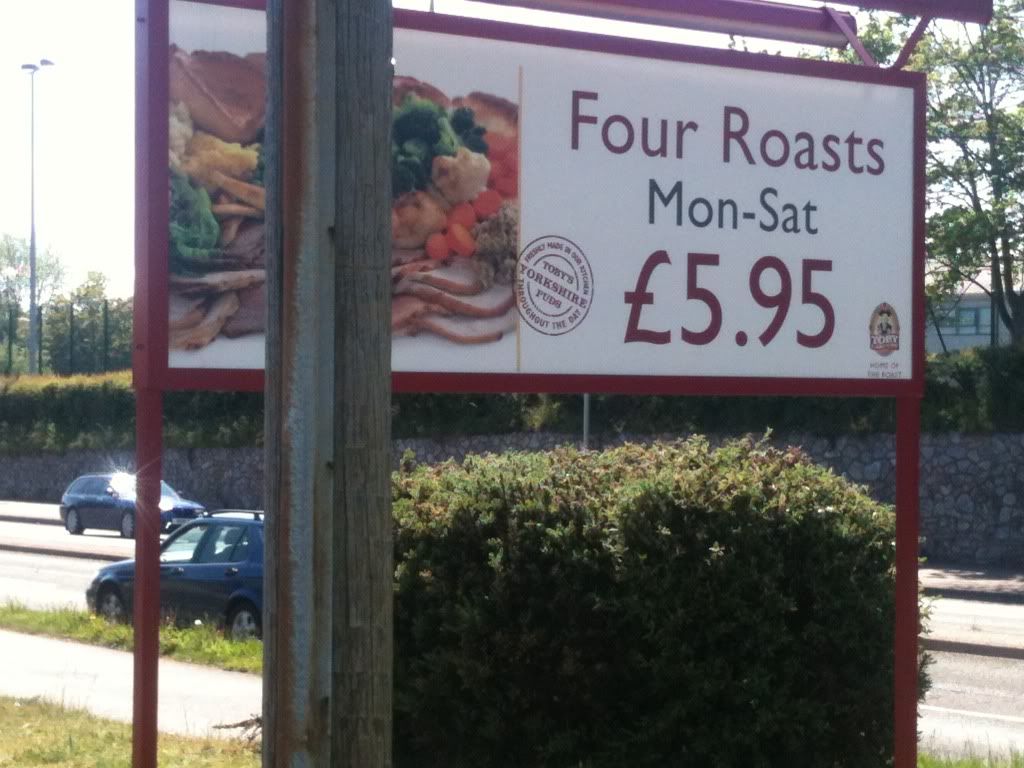 Four Roasts
Mon-Sat
£5.95
FRESHLY MADE IN OUR KITCHEN
TOBY'S
YORKSHIRE
PUDS
THROUGHOUT THE DAY
TOBY
HOME OF
THE ROAST